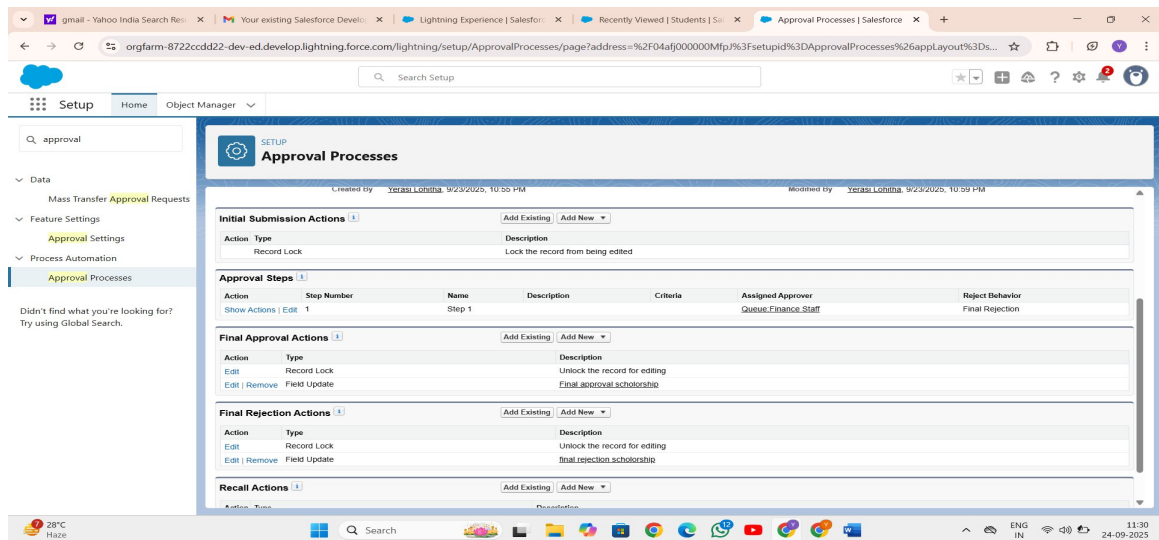 gmail - Yahoo India Search Resu
Your existing Salesforce Develop
Lightning Experience | Salesforc
Recently Viewed | Students | Sal
Approval Processes | Salesforce
orgfarm-8722ccdd22-dev-ed.develop.lightning.force.com/lightning/setup/ApprovalProcesses/page?address=%2F04afj000000MfpJ%3Fsetupid%3DApprovalProcesses%26appLayout%3Ds...
Y
Search Setup
2
Setup Home Object Manager
approval
SETUP
Approval Processes
Data
Mass Transfer Approval Requests
Feature Settings
Approval Settings
Process Automation
Approval Processes
Didn't find what you're looking for?
Try using Global Search.
Created By Yerasi Lohitha, 9/23/2025, 10:55 PM Modified By Yerasi Lohitha, 9/23/2025, 10:59 PM
Initial Submission Actions i Add Existing Add New
Action Type Description
Record Lock Lock the record from being edited
Approval Steps i
Action Step Number Name Description Criteria Assigned Approver Reject Behavior
Show Actions | Edit 1 Step 1 Queue:Finance Staff Final Rejection
Final Approval Actions i Add Existing Add New
Action Type Description
Edit Record Lock Unlock the record for editing
Edit | Remove Field Update Final approval scholorship
Final Rejection Actions i Add Existing Add New
Action Type Description
Edit Record Lock Unlock the record for editing
Edit | Remove Field Update final rejection scholorship
Recall Actions i Add Existing Add New
Action Type Description
7 28°C
Haze
Search
12
ENG
IN
11:30
24-09-2025